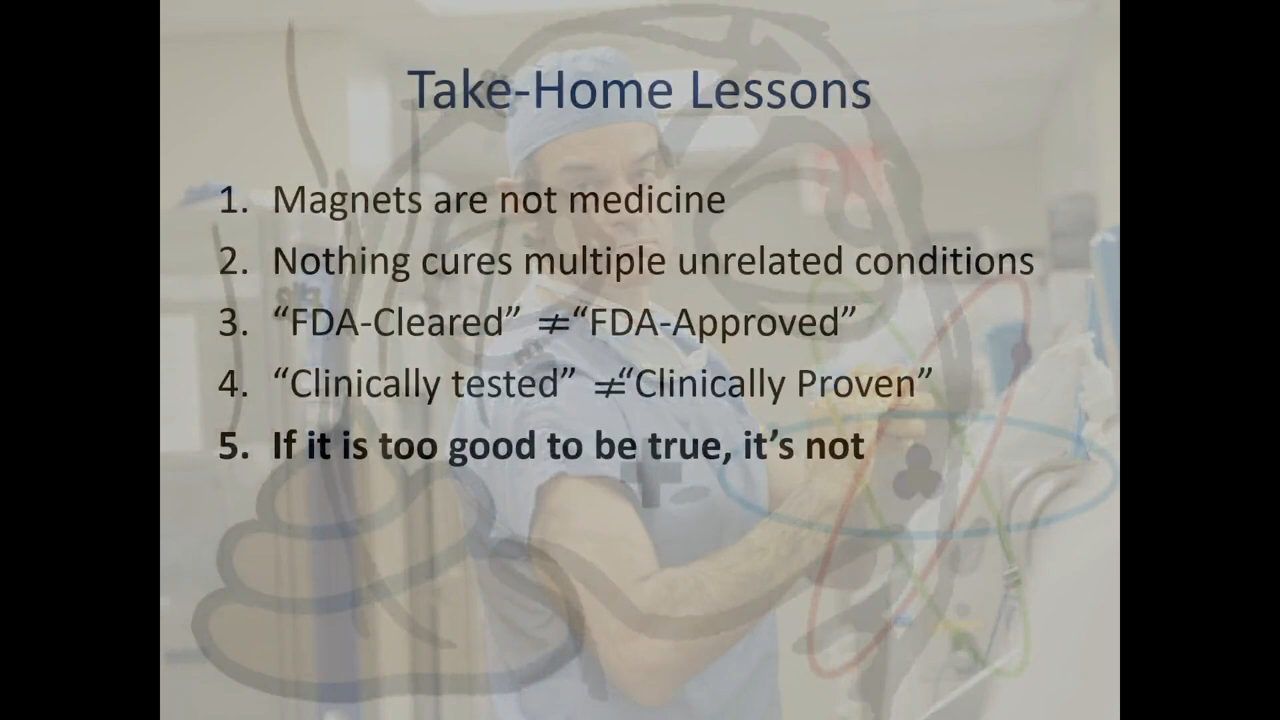 Take-Home Lessons
1. Magnets are not medicine
2. Nothing cures multiple unrelated conditions
3. “FDA-Cleared” ≠“FDA-Approved”
4. “Clinically tested” ≠“Clinically Proven”
5. If it is too good to be true, it’s not